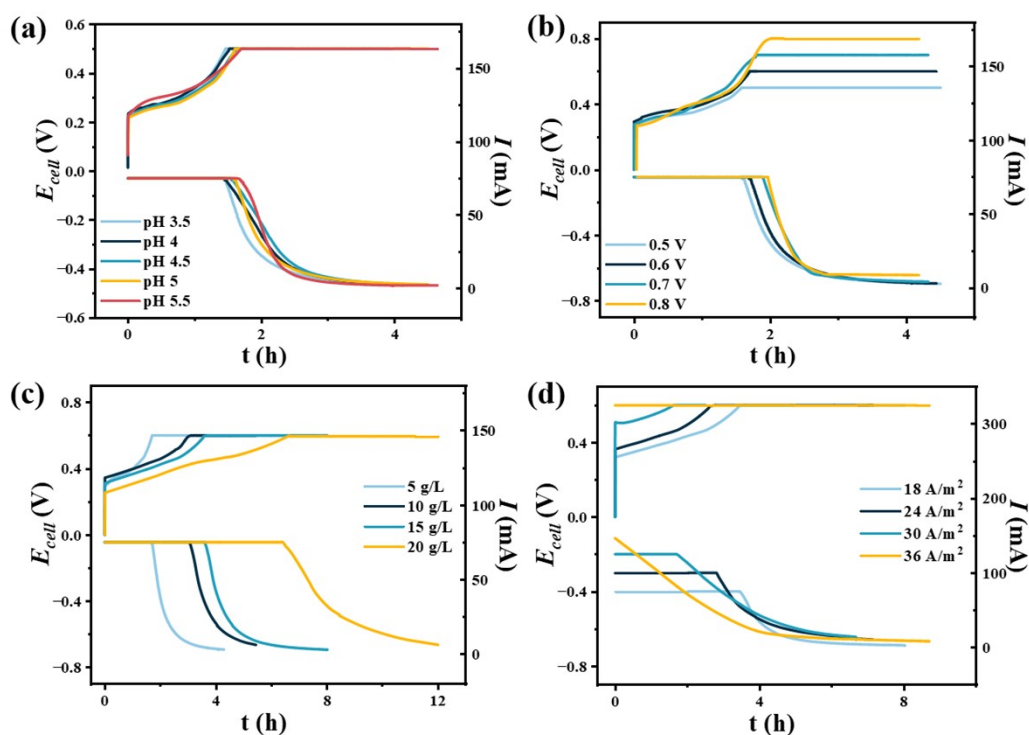 (a)
0.6
0.4
0.2
0.0
−0.2
−0.4
−0.6
E_cell (V)
150
100
50
0
I (mA)
pH 3.5
pH 4
pH 4.5
pH 5
pH 5.5
0 2 4
t (h)
(b)
0.8
0.4
0.0
−0.4
−0.8
E_cell (V)
150
100
50
0
I (mA)
0.5 V
0.6 V
0.7 V
0.8 V
0 2 4
t (h)
(c)
0.8
0.4
0.0
−0.4
−0.8
E_cell (V)
150
100
50
0
I (mA)
5 g/L
10 g/L
15 g/L
20 g/L
0 4 8 12
t (h)
(d)
0.4
0.0
−0.4
−0.8
E_cell (V)
300
200
100
0
I (mA)
18 A/m²
24 A/m²
30 A/m²
36 A/m²
0 4 8
t (h)